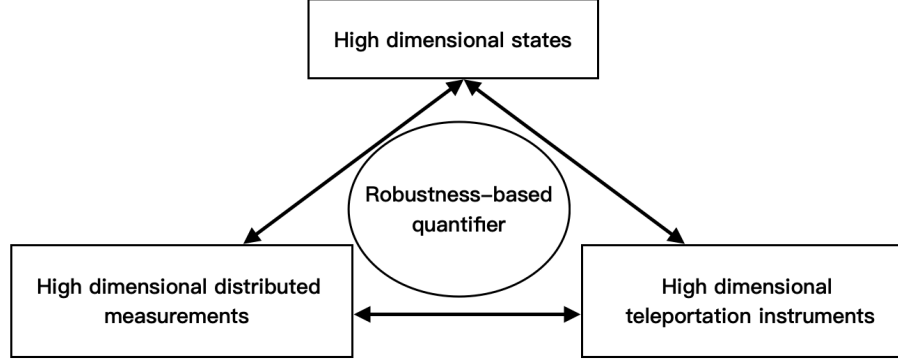 High dimensional states
Robustness-based
quantifier
High dimensional distributed
measurements
High dimensional
teleportation instruments